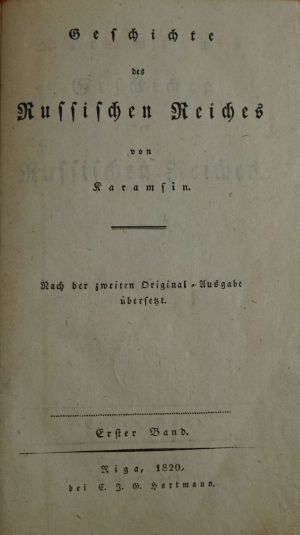 Geschichte
des
Russischen Reiches
von
Karamsin.
Nach der zweiten Original-Ausgabe
übersetzt.
Erster Band.
Riga, 1820,
bei C. J. G. Hartmann.